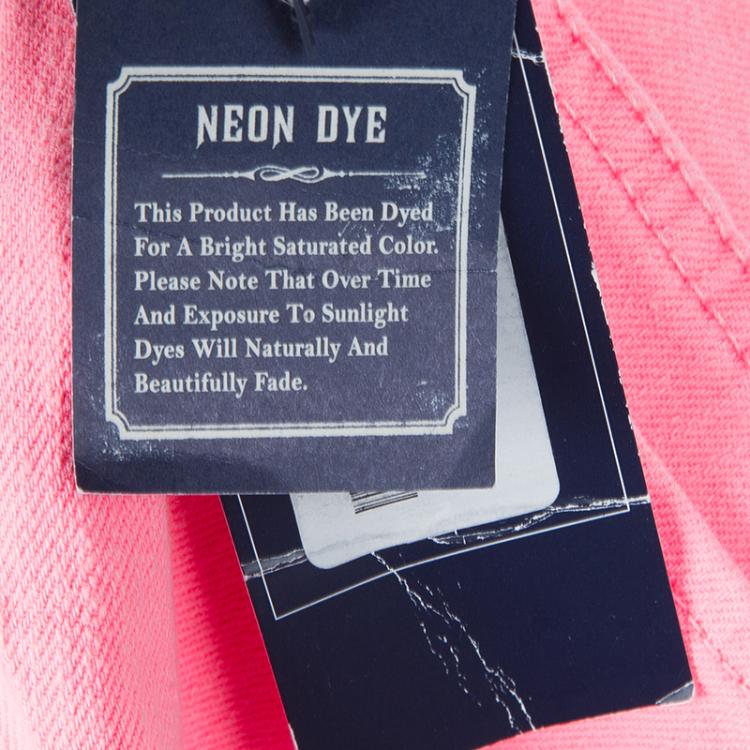 NEON DYE
This Product Has Been Dyed
For A Bright Saturated Color.
Please Note That Over Time
And Exposure To Sunlight
Dyes Will Naturally And
Beautifully Fade.